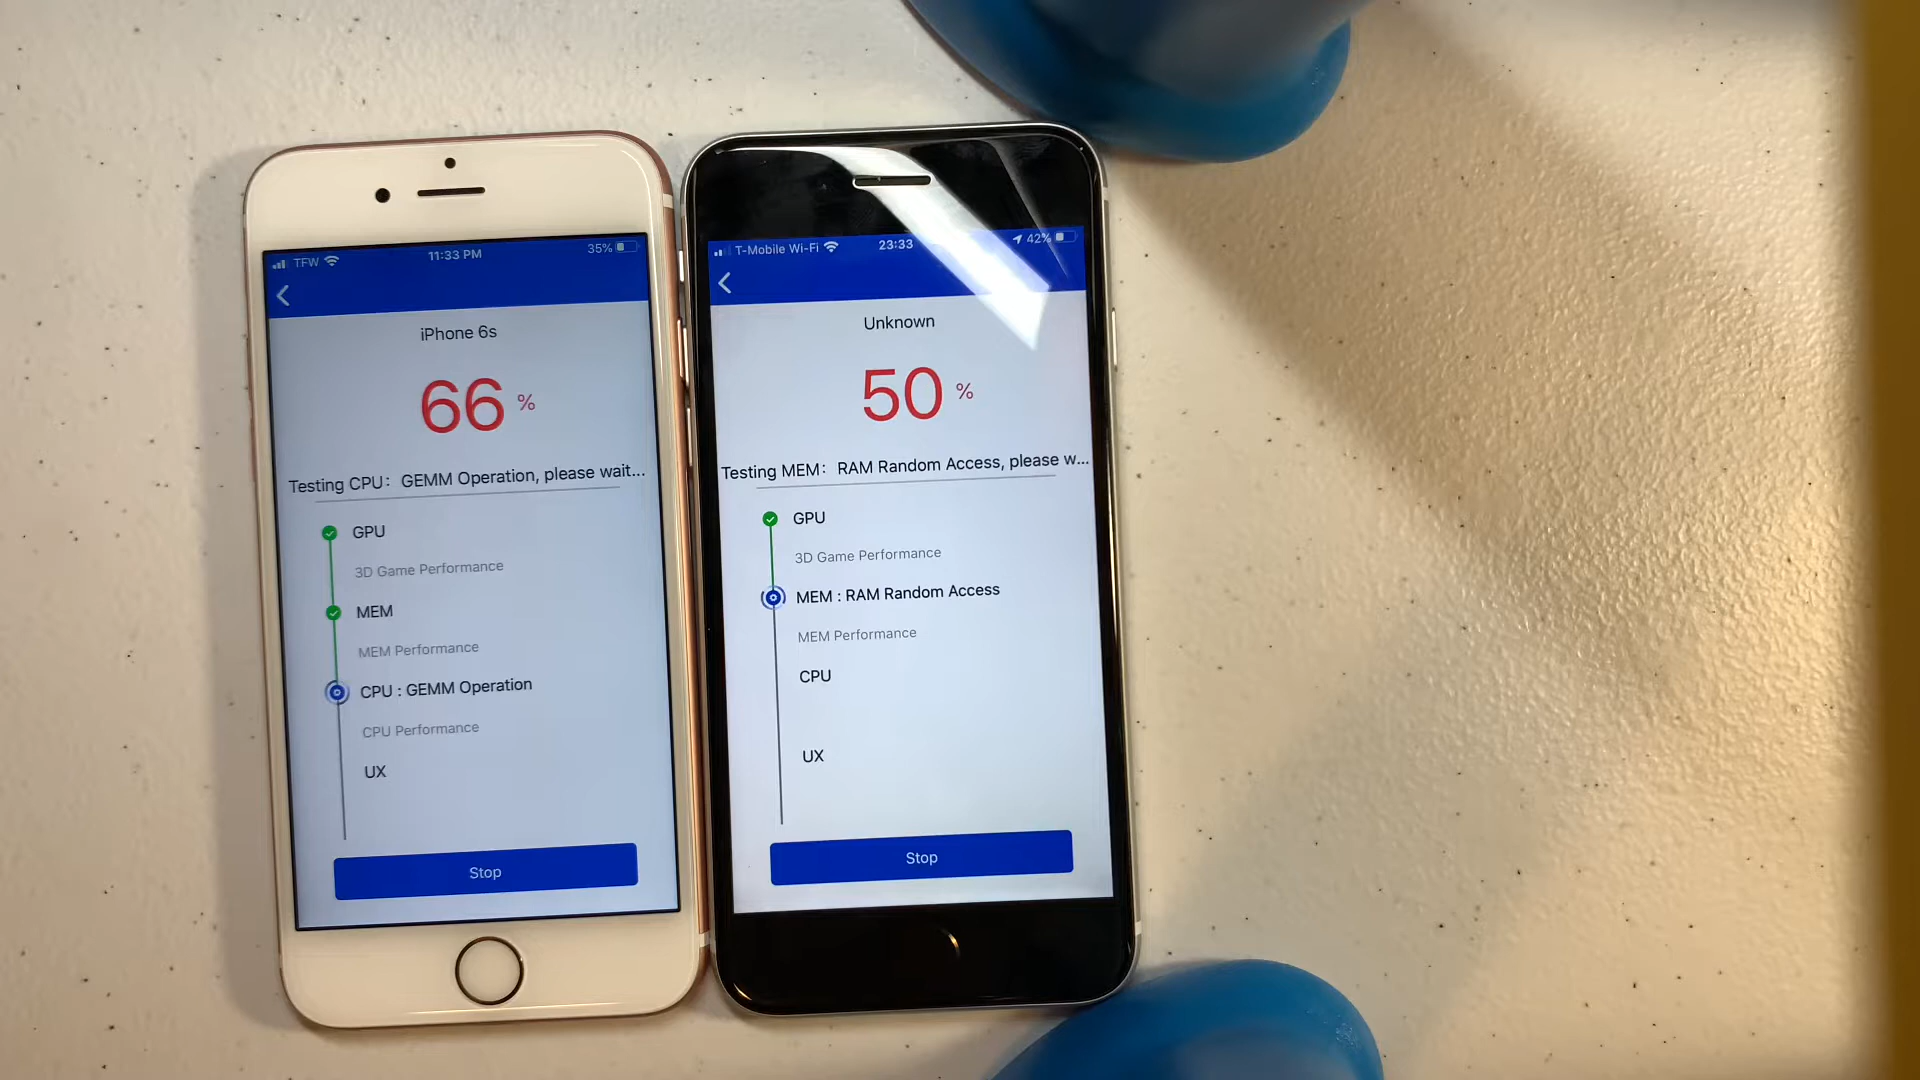 TFW 11:33 PM 35%
iPhone 6s
66 %
Testing CPU: GEMM Operation, please wait...
GPU
3D Game Performance
MEM
MEM Performance
CPU : GEMM Operation
CPU Performance
UX
Stop
T-Mobile Wi-Fi 23:33 42%
Unknown
50 %
Testing MEM: RAM Random Access, please w...
GPU
3D Game Performance
MEM : RAM Random Access
MEM Performance
CPU
UX
Stop